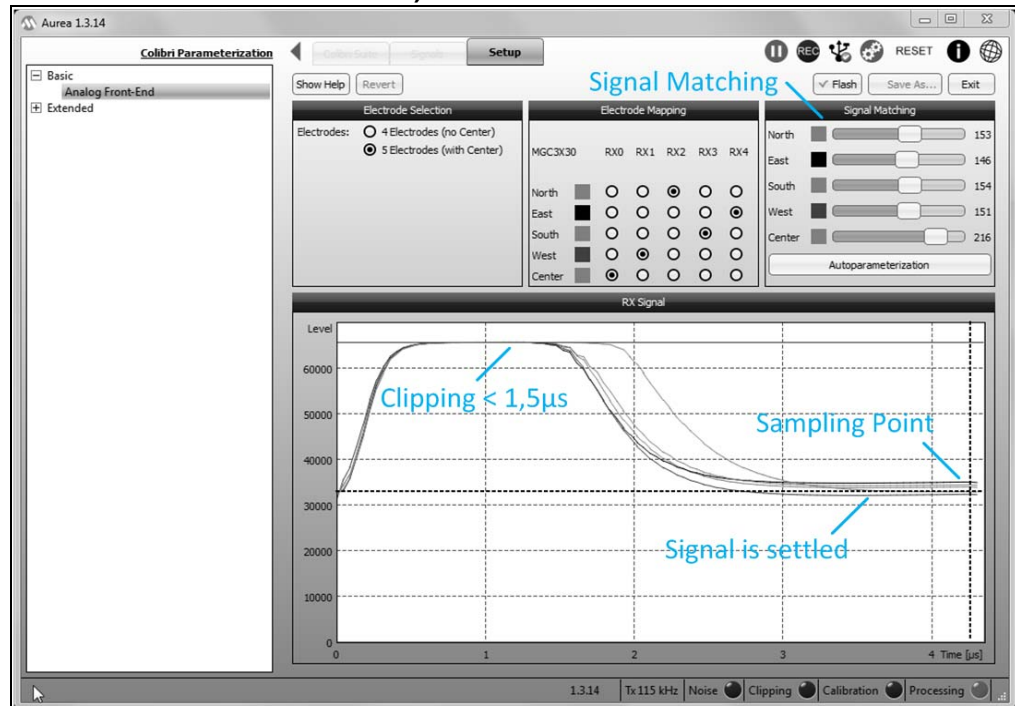 Aurea 1.3.14
Colibri Parameterization
Colibri Suite
Signals
Setup
REC
RESET
Basic
Analog Front-End
Extended
Show Help
Revert
Signal Matching
Flash
Save As...
Exit
Electrode Selection
Electrodes:
4 Electrodes (no Center)
5 Electrodes (with Center)
Electrode Mapping
MGC3X30 RX0 RX1 RX2 RX3 RX4
North
East
South
West
Center
Signal Matching
North 153
East 146
South 154
West 151
Center 216
Autoparameterization
RX Signal
Level
60000
50000
40000
30000
20000
10000
0
Clipping < 1,5µs
Sampling Point
Signal is settled
0 1 2 3 4 Time [µs]
1.3.14 Tx 115 kHz Noise Clipping Calibration Processing